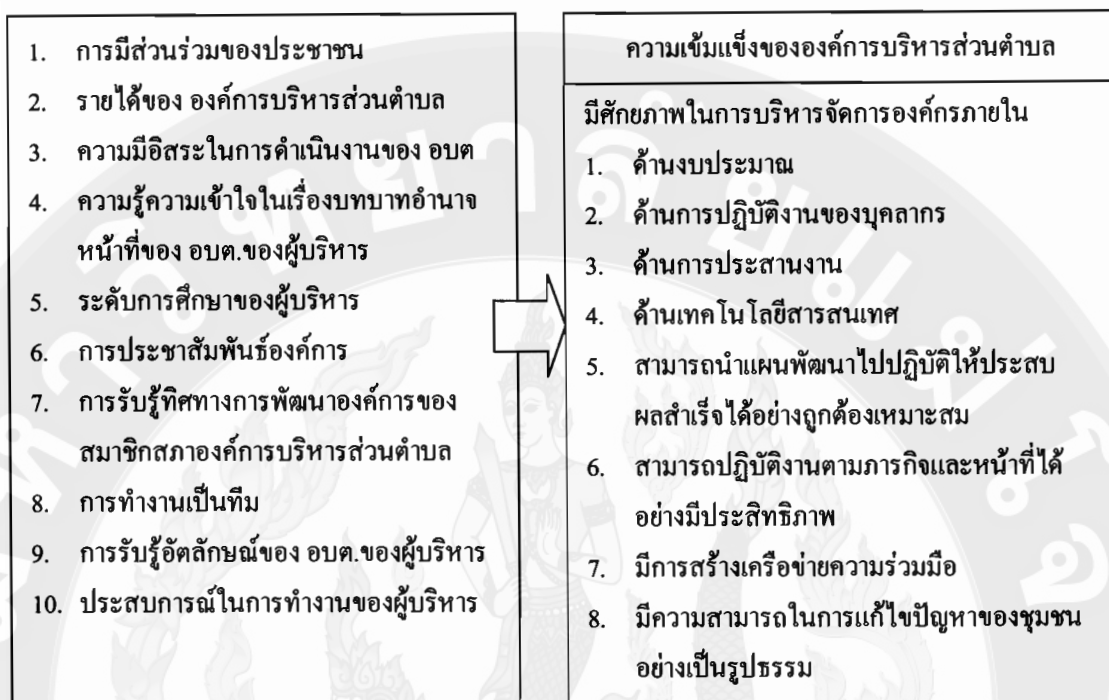 1. การมีส่วนร่วมของประชาชน
2. รายได้ของ องค์การบริหารส่วนตำบล
3. ความมีอิสระในการดำเนินงานของ อบต
4. ความรู้ความเข้าใจในเรื่องบทบาทอำนาจ
หน้าที่ของ อบต.ของผู้บริหาร
5. ระดับการศึกษาของผู้บริหาร
6. การประชาสัมพันธ์องค์การ
7. การรับรู้ทิศทางการพัฒนาองค์การของ
สมาชิกสภาองค์การบริหารส่วนตำบล
8. การทำงานเป็นทีม
9. การรับรู้อัตลักษณ์ของ อบต.ของผู้บริหาร
10. ประสบการณ์ในการทำงานของผู้บริหาร
ความเข้มแข็งขององค์การบริหารส่วนตำบล
มีศักยภาพในการบริหารจัดการองค์กรภายใน
1. ด้านงบประมาณ
2. ด้านการปฏิบัติงานของบุคลากร
3. ด้านการประสานงาน
4. ด้านเทคโนโลยีสารสนเทศ
5. สามารถนำแผนพัฒนาไปปฏิบัติให้ประสบ
ผลสำเร็จได้อย่างถูกต้องเหมาะสม
6. สามารถปฏิบัติงานตามภารกิจและหน้าที่ได้
อย่างมีประสิทธิภาพ
7. มีการสร้างเครือข่ายความร่วมมือ
8. มีความสามารถในการแก้ไขปัญหาของชุมชน
อย่างเป็นรูปธรรม